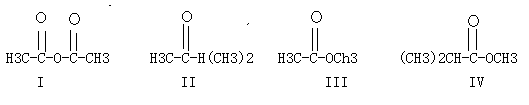 O O O O O
H3C-C-O-C-CH3 H3C-C-H(CH3)2 H3C-C-OCh3 (CH3)2CH-C-OCH3
I II III IV